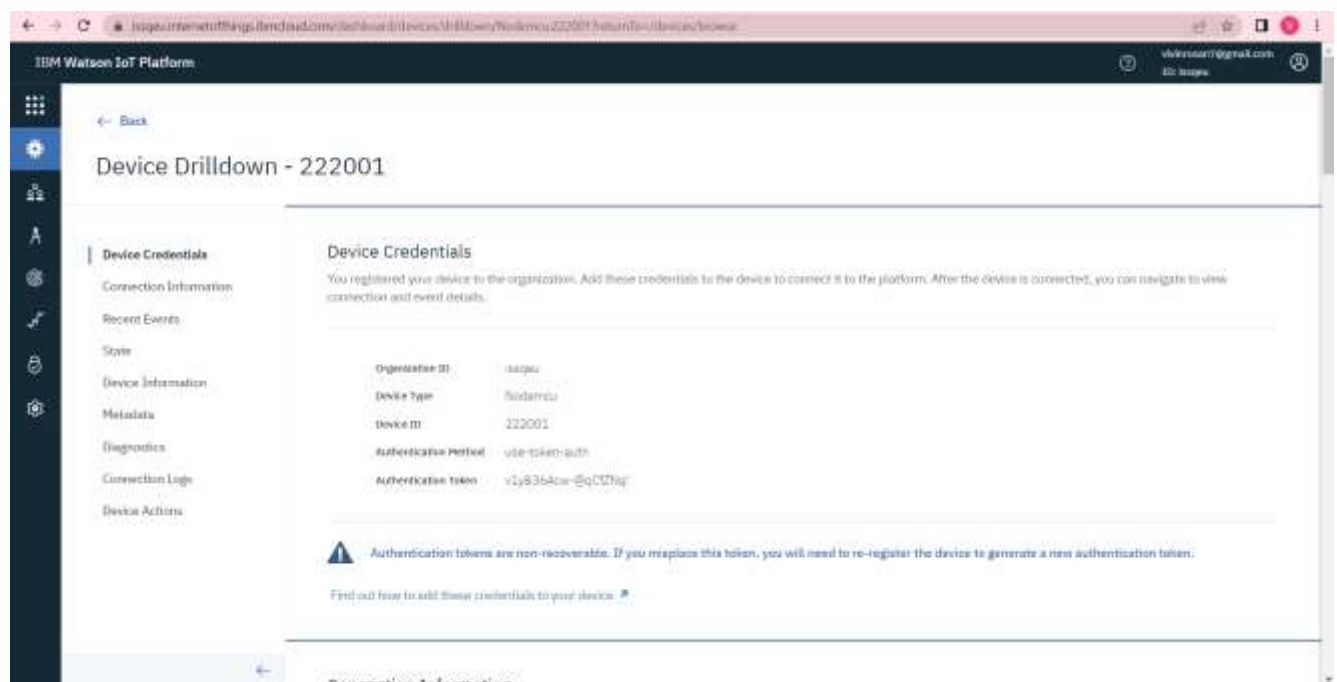 IBM Watson IoT Platform
Back
Device Drilldown - 222001
Device Credentials
Connection Information
Recent Events
State
Device Information
Metadata
Diagnostics
Connection Logs
Device Actions
Device Credentials
You registered your device to the organization. Add these credentials to the device to connect it to the platform. After the device is connected, you can navigate to view
connection and event details.
Organization ID
Device Type Nodemcu
Device ID 222001
Authentication Method use-token-auth
Authentication Token
Authentication tokens are non-recoverable. If you misplace this token, you will need to re-register the device to generate a new authentication token.
Find out how to add these credentials to your device
Connection Information